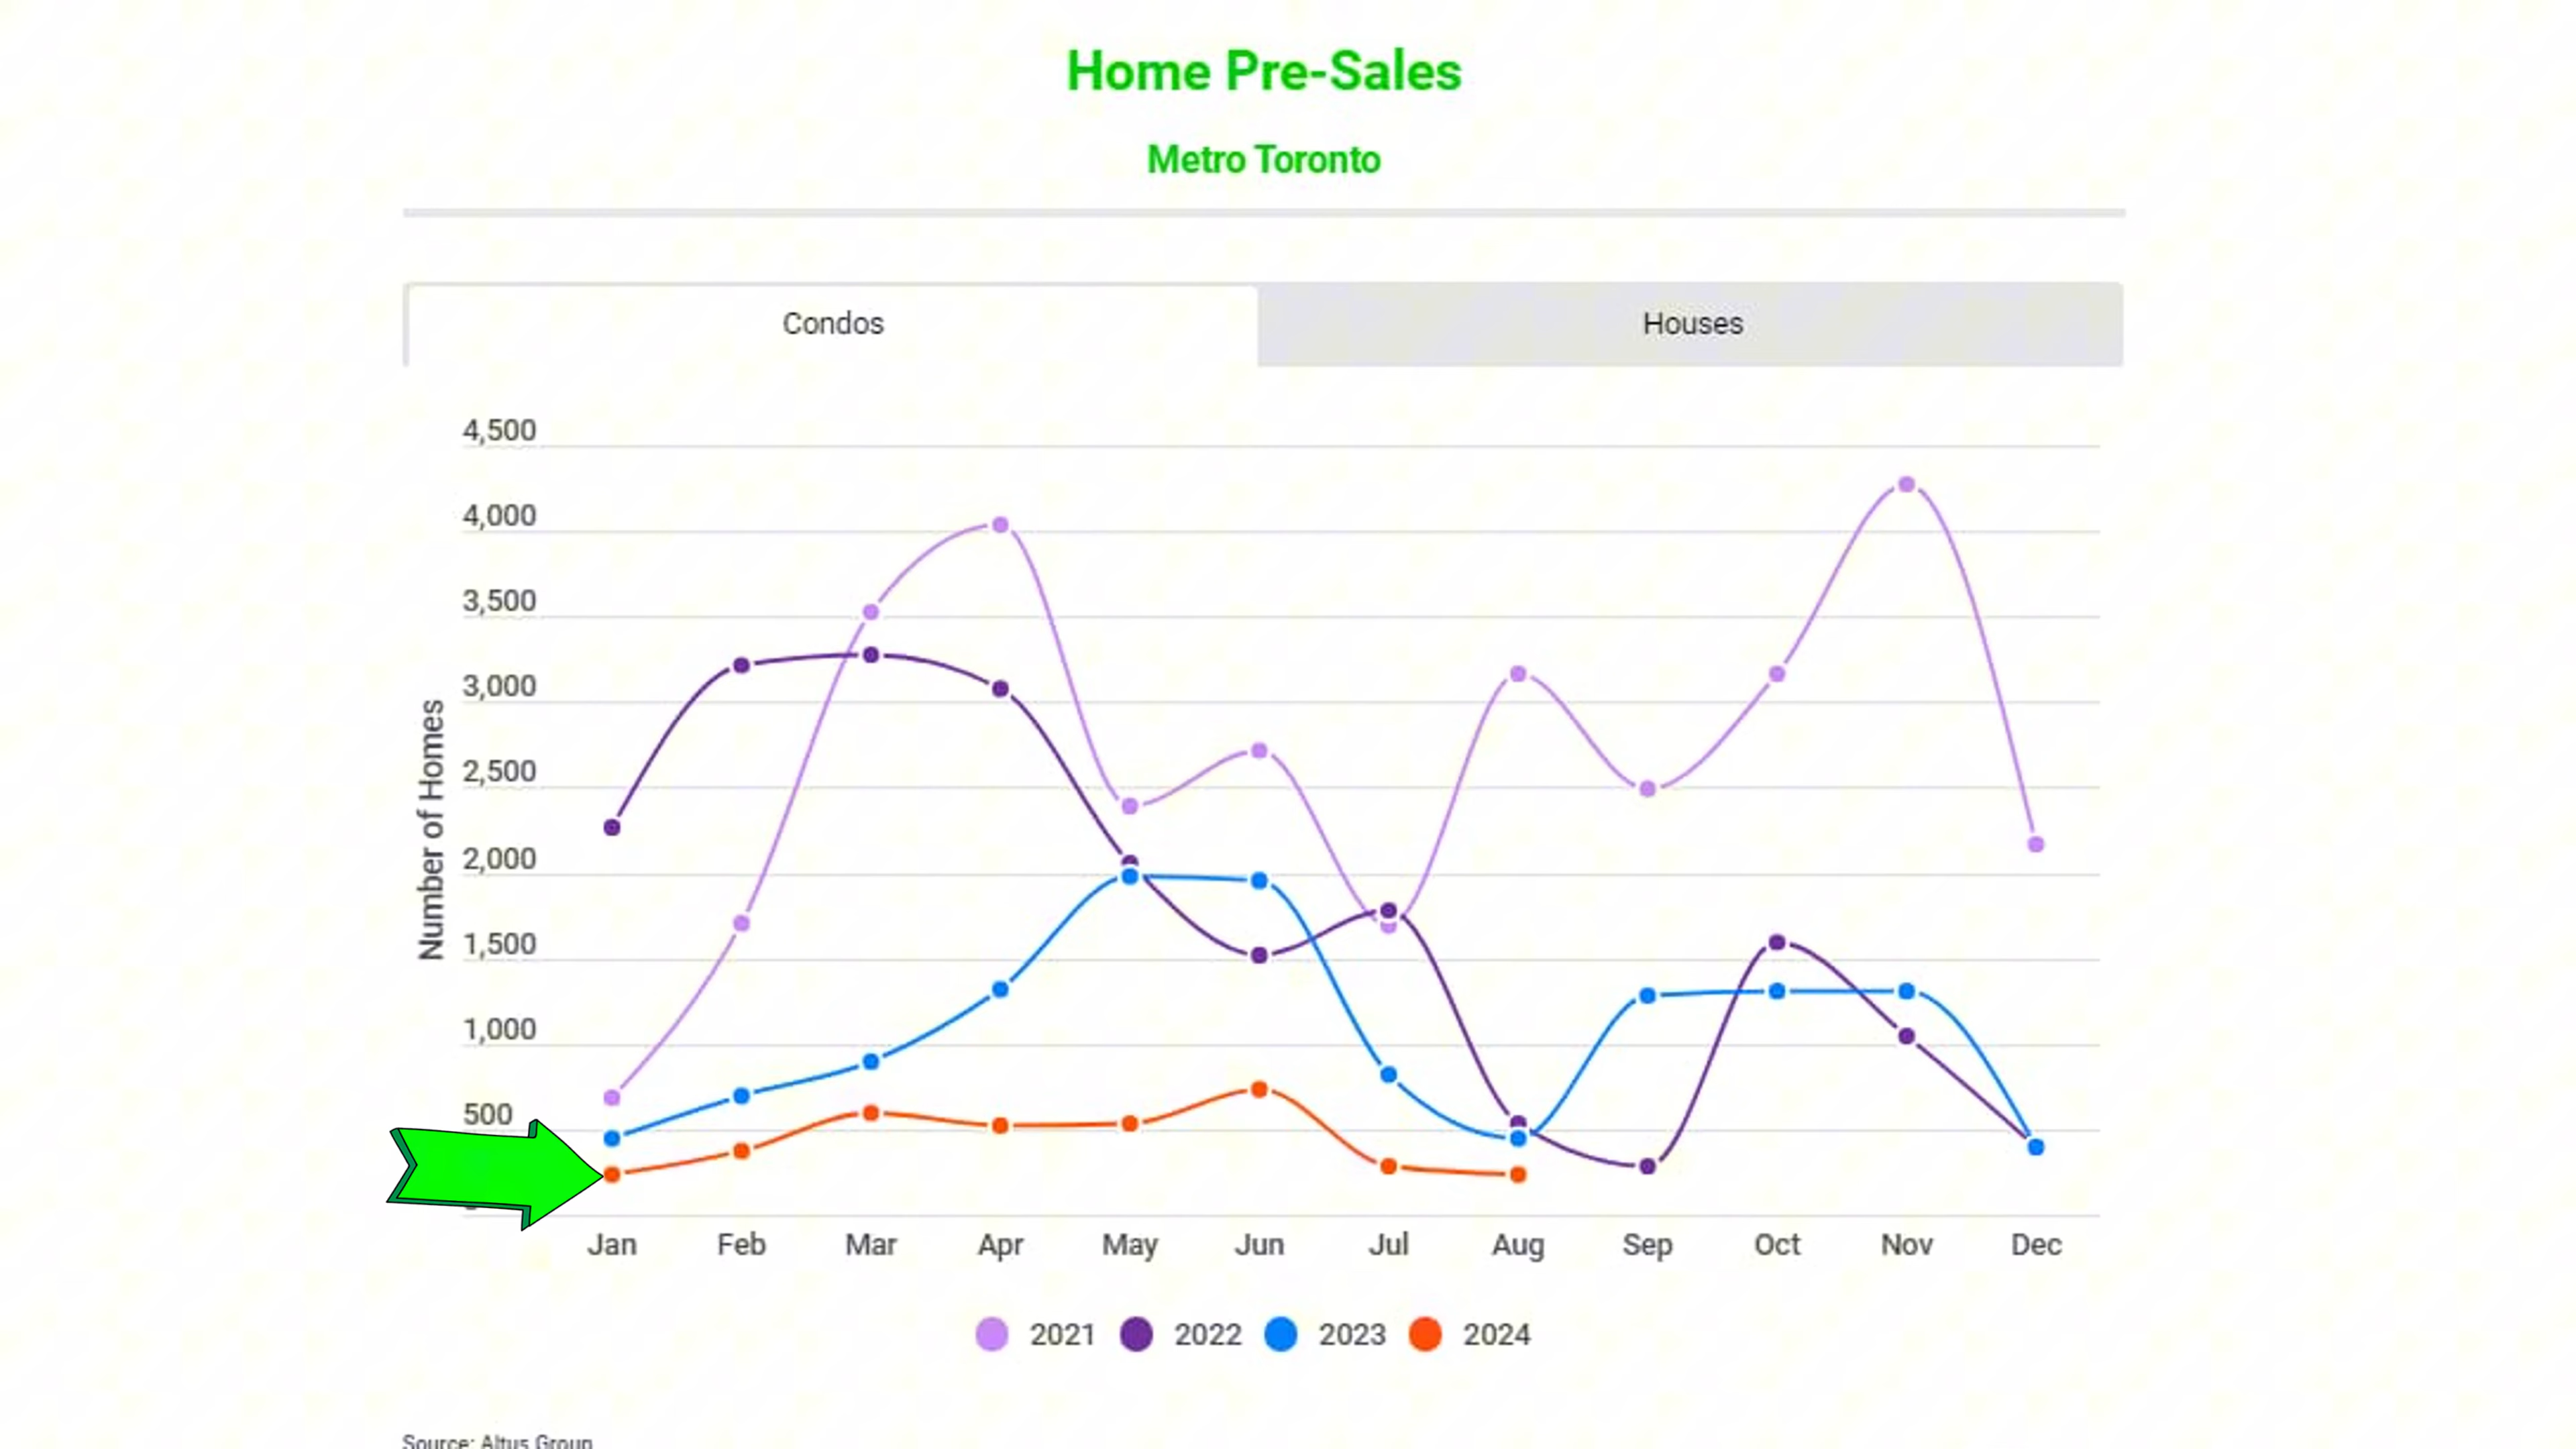 Home Pre-Sales
Metro Toronto
Condos
Houses
Number of Homes
4,500
4,000
3,500
3,000
2,500
2,000
1,500
1,000
500
Jan Feb Mar Apr May Jun Jul Aug Sep Oct Nov Dec
2021 2022 2023 2024
Source: Altus Group